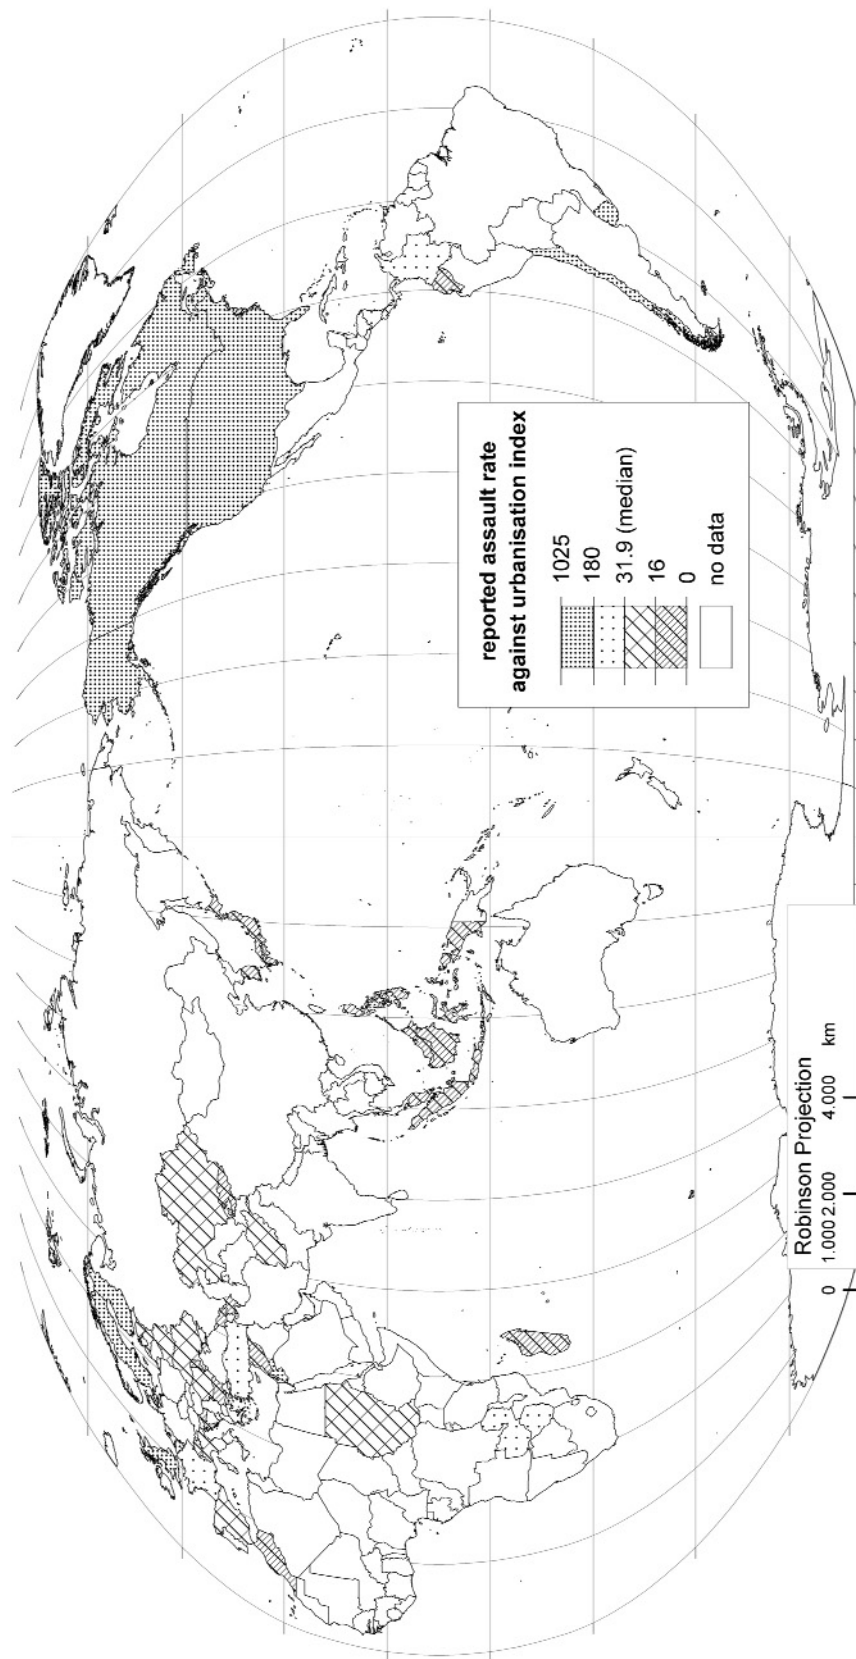 reported assault rate
against urbanisation index
1025
180
31.9 (median)
16
0
no data
Robinson Projection
0 1.000 2.000 4.000 km